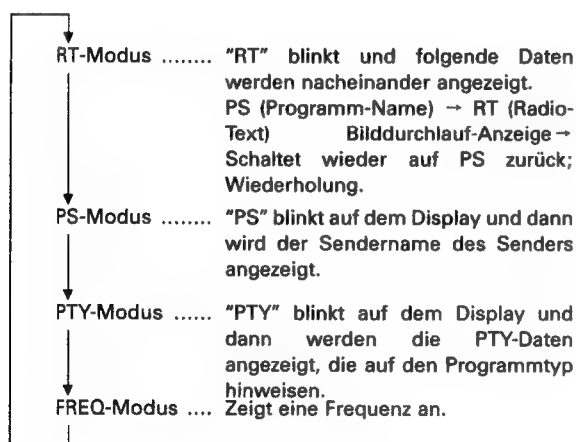 RT-Modus ........ "RT" blinkt und folgende Daten
werden nacheinander angezeigt.
PS (Programm-Name) → RT (Radio-
Text) Bilddurchlauf-Anzeige →
Schaltet wieder auf PS zurück;
Wiederholung.
PS-Modus ........ "PS" blinkt auf dem Display und dann
wird der Sendername des Senders
angezeigt.
PTY-Modus ...... "PTY" blinkt auf dem Display und
dann werden die PTY-Daten
angezeigt, die auf den Programmtyp
hinweisen.
FREQ-Modus .... Zeigt eine Frequenz an.